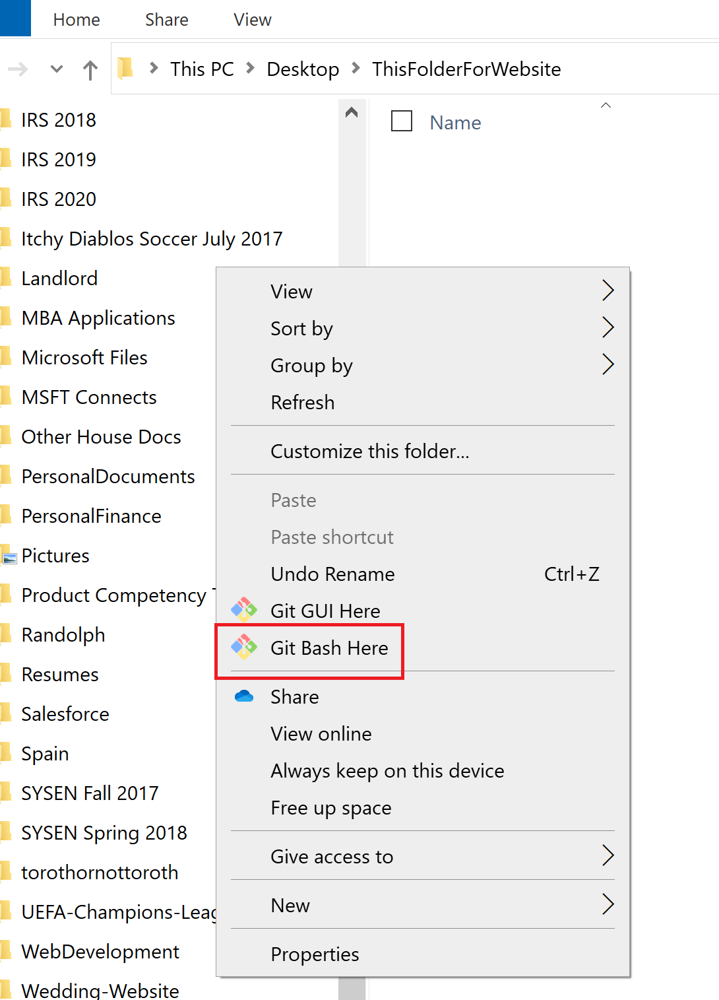 Home Share View
This PC Desktop ThisFolderForWebsite
Name
IRS 2018
IRS 2019
IRS 2020
Itchy Diablos Soccer July 2017
Landlord
MBA Applications
Microsoft Files
MSFT Connects
Other House Docs
PersonalDocuments
PersonalFinance
Pictures
Product Competency
Randolph
Resumes
Salesforce
Spain
SYSEN Fall 2017
SYSEN Spring 2018
torothornottoroth
UEFA-Champions-Leag
WebDevelopment
Wedding-Website
View
Sort by
Group by
Refresh
Customize this folder...
Paste
Paste shortcut
Undo Rename Ctrl+Z
Git GUI Here
Git Bash Here
Share
View online
Always keep on this device
Free up space
Give access to
New
Properties